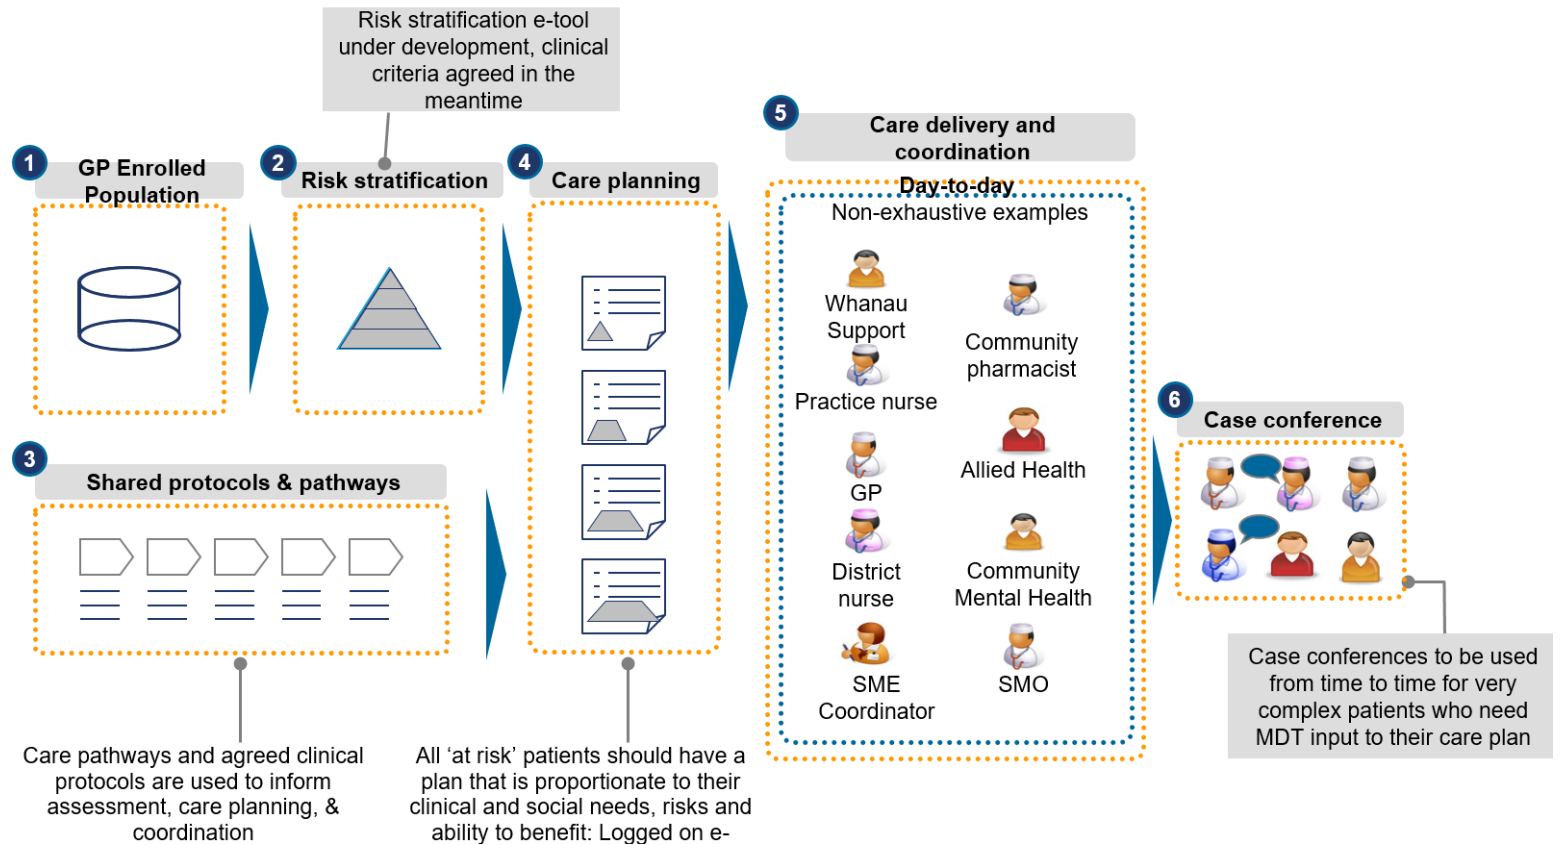 Risk stratification e-tool
under development, clinical
criteria agreed in the
meantime
1
GP Enrolled
Population
2
Risk stratification
4
Care planning
5
Care delivery and
coordination
Day-to-day
Non-exhaustive examples
Whanau
Support
Community
pharmacist
Practice nurse
Allied Health
GP
District
nurse
Community
Mental Health
SME
Coordinator
SMO
6
Case conference
3
Shared protocols & pathways
Care pathways and agreed clinical
protocols are used to inform
assessment, care planning, &
coordination
All ‘at risk’ patients should have a
plan that is proportionate to their
clinical and social needs, risks and
ability to benefit: Logged on e-
Case conferences to be used
from time to time for very
complex patients who need
MDT input to their care plan